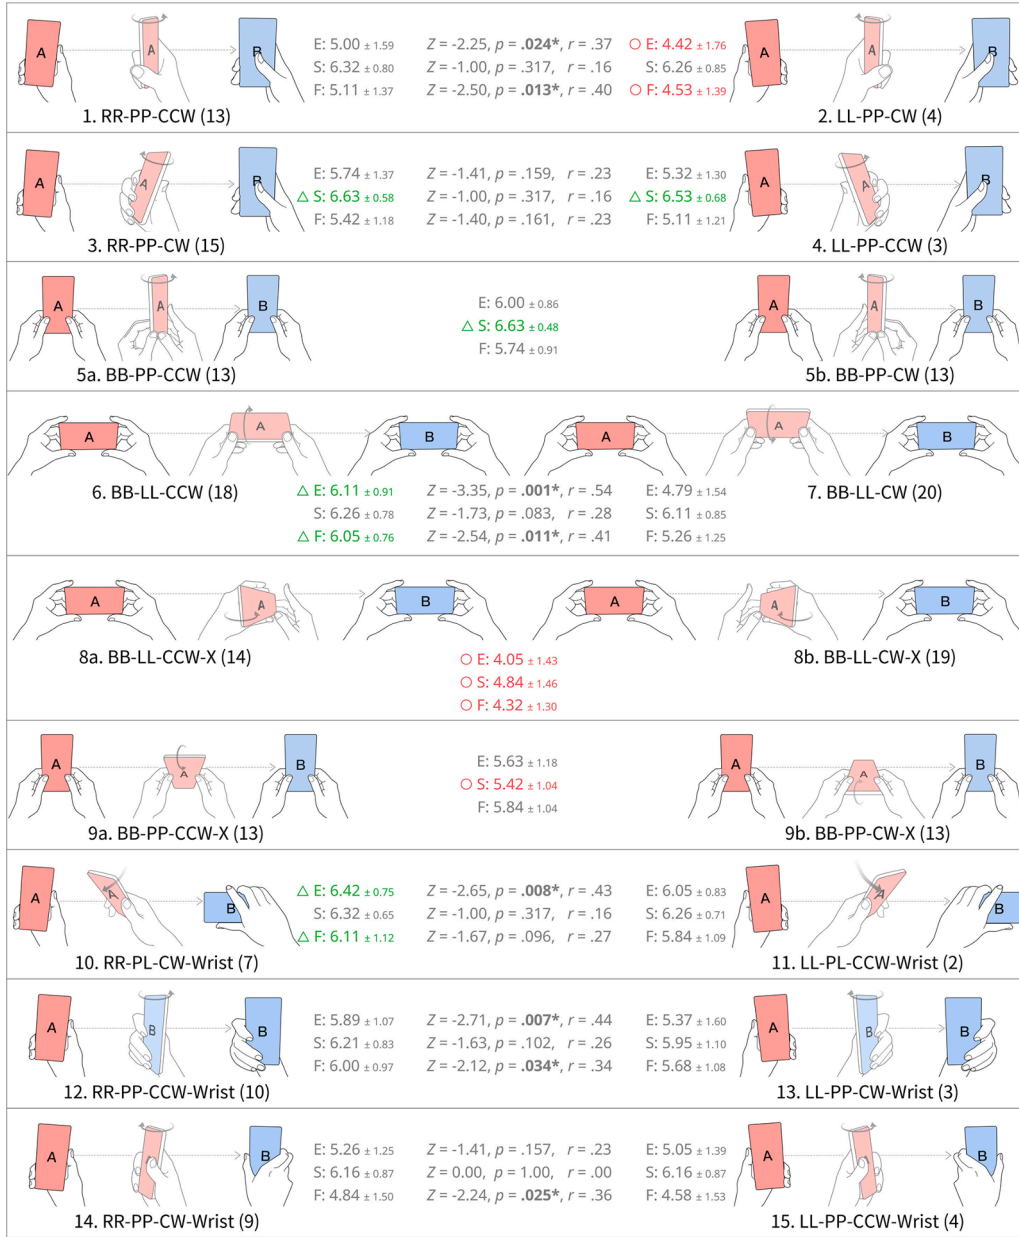 A A B E: 5.00 ± 1.59 Z = -2.25, p = .024*, r = .37 ○ E: 4.42 ± 1.76 A A B
S: 6.32 ± 0.80 Z = -1.00, p = .317, r = .16 S: 6.26 ± 0.85
F: 5.11 ± 1.37 Z = -2.50, p = .013*, r = .40 ○ F: 4.53 ± 1.39
1. RR-PP-CCW (13) 2. LL-PP-CW (4)
A A B E: 5.74 ± 1.37 Z = -1.41, p = .159, r = .23 E: 5.32 ± 1.30 A A B
△ S: 6.63 ± 0.58 Z = -1.00, p = .317, r = .16 △ S: 6.53 ± 0.68
F: 5.42 ± 1.18 Z = -1.40, p = .161, r = .23 F: 5.11 ± 1.21
3. RR-PP-CW (15) 4. LL-PP-CCW (3)
A A B E: 6.00 ± 0.86 A A B
△ S: 6.63 ± 0.48
F: 5.74 ± 0.91
5a. BB-PP-CCW (13) 5b. BB-PP-CW (13)
A A B A A B
6. BB-LL-CCW (18) 7. BB-LL-CW (20)
△ E: 6.11 ± 0.91 Z = -3.35, p = .001*, r = .54 E: 4.79 ± 1.54
S: 6.26 ± 0.78 Z = -1.73, p = .083, r = .28 S: 6.11 ± 0.85
△ F: 6.05 ± 0.76 Z = -2.54, p = .011*, r = .41 F: 5.26 ± 1.25
A A B A A B
8a. BB-LL-CCW-X (14) 8b. BB-LL-CW-X (19)
○ E: 4.05 ± 1.43
○ S: 4.84 ± 1.46
○ F: 4.32 ± 1.30
A A B E: 5.63 ± 1.18 A A B
○ S: 5.42 ± 1.04
F: 5.84 ± 1.04
9a. BB-PP-CCW-X (13) 9b. BB-PP-CW-X (13)
A A B △ E: 6.42 ± 0.75 Z = -2.65, p = .008*, r = .43 E: 6.05 ± 0.83 A A B
S: 6.32 ± 0.65 Z = -1.00, p = .317, r = .16 S: 6.26 ± 0.71
△ F: 6.11 ± 1.12 Z = -1.67, p = .096, r = .27 F: 5.84 ± 1.09
10. RR-PL-CW-Wrist (7) 11. LL-PL-CCW-Wrist (2)
A B B E: 5.89 ± 1.07 Z = -2.71, p = .007*, r = .44 E: 5.37 ± 1.60 A B B
S: 6.21 ± 0.83 Z = -1.63, p = .102, r = .26 S: 5.95 ± 1.10
F: 6.00 ± 0.97 Z = -2.12, p = .034*, r = .34 F: 5.68 ± 1.08
12. RR-PP-CCW-Wrist (10) 13. LL-PP-CW-Wrist (3)
A A B E: 5.26 ± 1.25 Z = -1.41, p = .157, r = .23 E: 5.05 ± 1.39 A A B
S: 6.16 ± 0.87 Z = 0.00, p = 1.00, r = .00 S: 6.16 ± 0.87
F: 4.84 ± 1.50 Z = -2.24, p = .025*, r = .36 F: 4.58 ± 1.53
14. RR-PP-CW-Wrist (9) 15. LL-PP-CCW-Wrist (4)